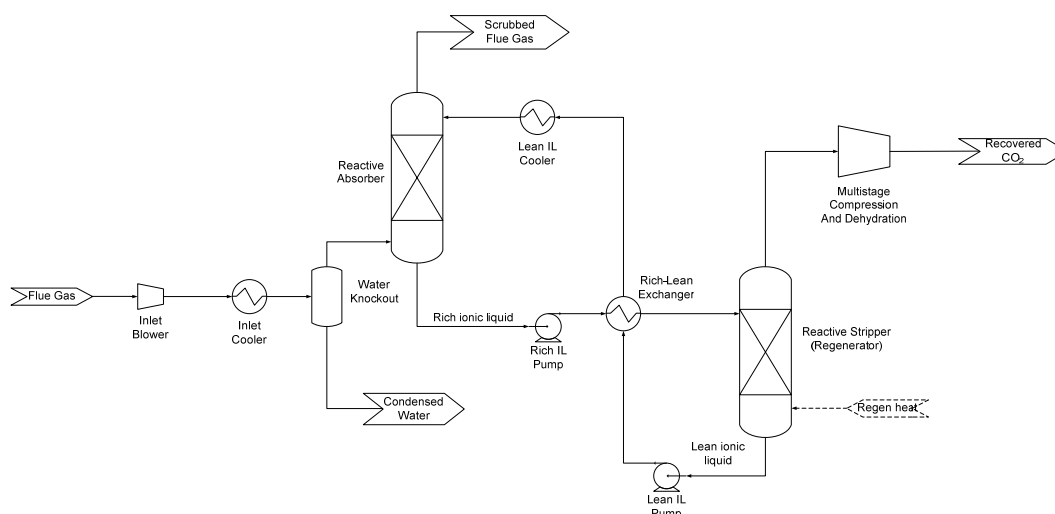 Scrubbed
Flue Gas
Lean IL
Cooler
Reactive
Absorber
Recovered
CO₂
Multistage
Compression
And Dehydration
Flue Gas
Inlet
Blower
Inlet
Cooler
Water
Knockout
Rich ionic liquid
Rich IL
Pump
Rich-Lean
Exchanger
Reactive Stripper
(Regenerator)
Condensed
Water
Regen heat
Lean ionic
liquid
Lean IL
Pump